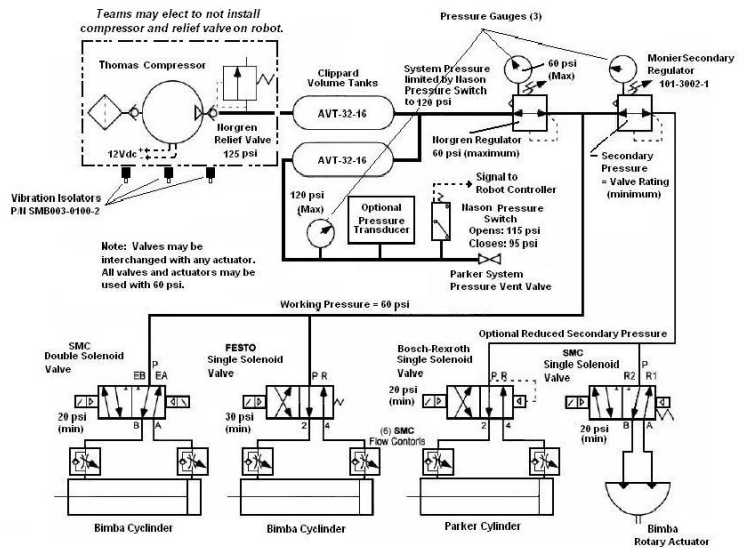 Teams may elect to not install
compressor and relief valve on robot.
Pressure Gauges (3)
Thomas Compressor
12Vdc
Norgren
Relief Valve
125 psi
Vibration Isolators
P/N SMB003-0100-2
Clippard
Volume Tanks
AVT-32-16
AVT-32-16
System Pressure
limited by Nason
Pressure Switch
to 120 psi
60 psi
(Max)
Norgren Regulator
60 psi (maximum)
MonierSecondary
Regulator
101-3002-1
Secondary
Pressure
= Valve Rating
(minimum)
120 psi
(Max)
Optional
Pressure
Transducer
Signal to
Robot Controller
Nason Pressure
Switch
Opens: 115 psi
Closes: 95 psi
Parker System
Pressure Vent Valve
Note: Valves may be
interchanged with any actuator.
All valves and actuators may be
used with 60 psi.
Working Pressure = 60 psi
Optional Reduced Secondary Pressure
SMC
Double Solenoid
Valve
P
EB EA
20 psi
(min)
B A
Bimba Cyclinder
FESTO
Single Solenoid
Valve
P R
30 psi
(min)
2 4
Bimba Cyclinder
(6) SMC
Flow Contorls
Bosch-Rexroth
Single Solenoid
Valve
P R
20 psi
(min)
2 4
Parker Cylinder
SMC
Single Solenoid
Valve
P
R2 R1
20 psi
(min)
B A
Bimba
Rotary Actuator